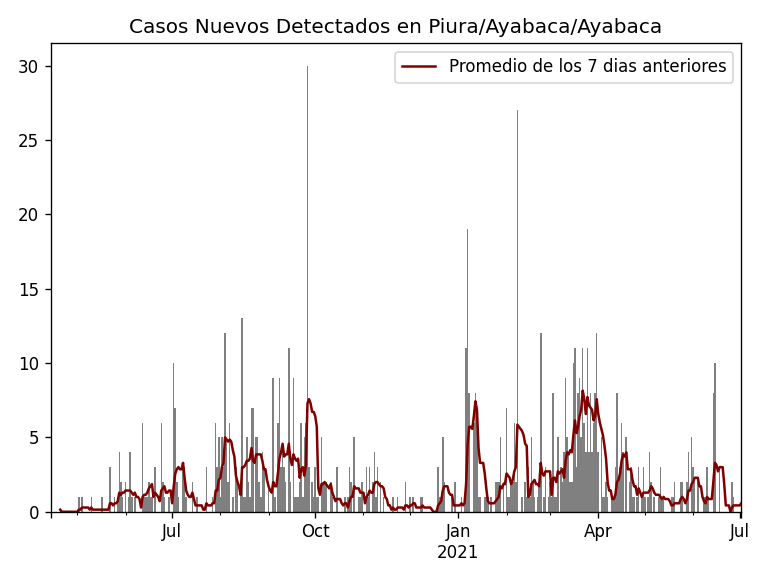 Casos Nuevos Detectados en Piura/Ayabaca/Ayabaca
Promedio de los 7 dias anteriores
30
25
20
15
10
5
0
Jul
Oct
Jan
2021
Apr
Jul